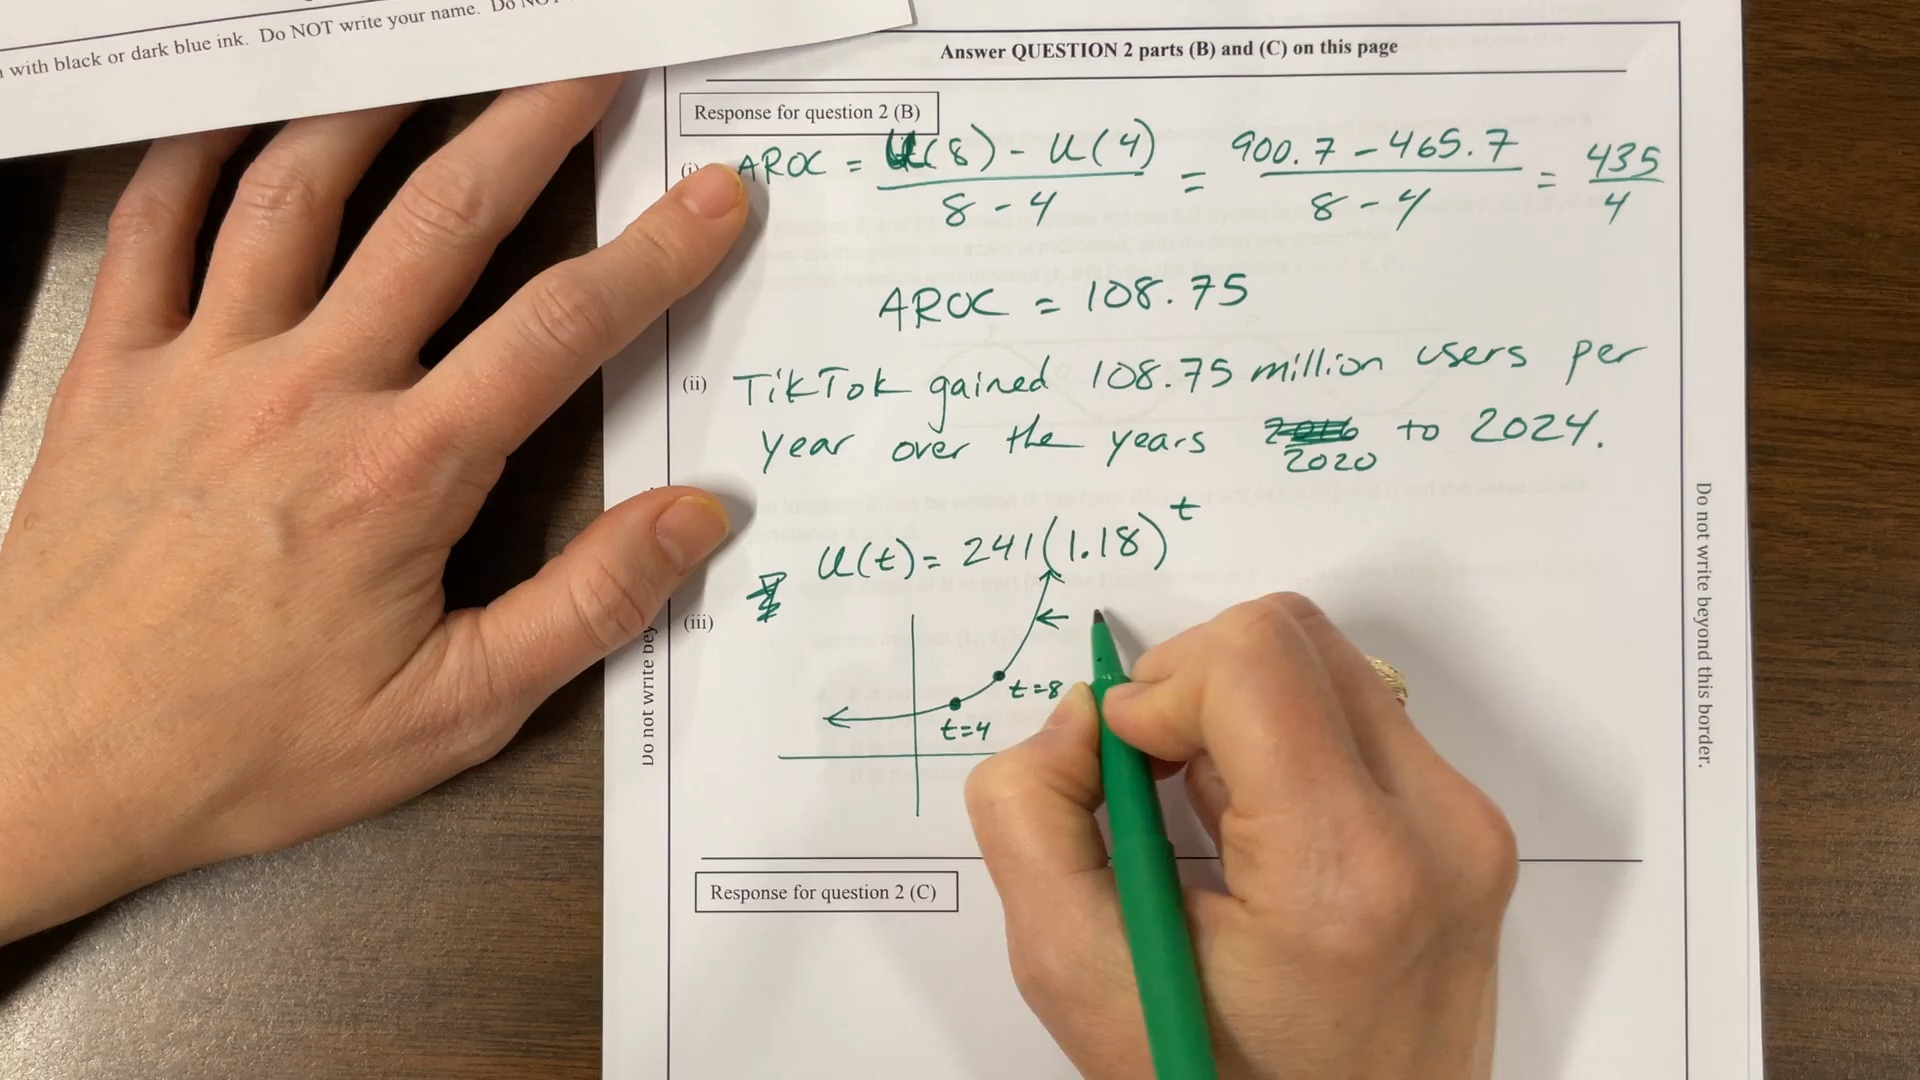 with black or dark blue ink. Do NOT write your name. Do NOT
Answer QUESTION 2 parts (B) and (C) on this page
Response for question 2 (B)
(i) AROC = U(8) - U(4) / 8 - 4 = 900.7 - 465.7 / 8 - 4 = 435 / 4
AROC = 108.75
(ii) TikTok gained 108.75 million users per
year over the years 2020 to 2024.
U(t) = 241(1.18)^t
(iii)
t=8
t=4
Response for question 2 (C)
Do not write bey
Do not write beyond this border.